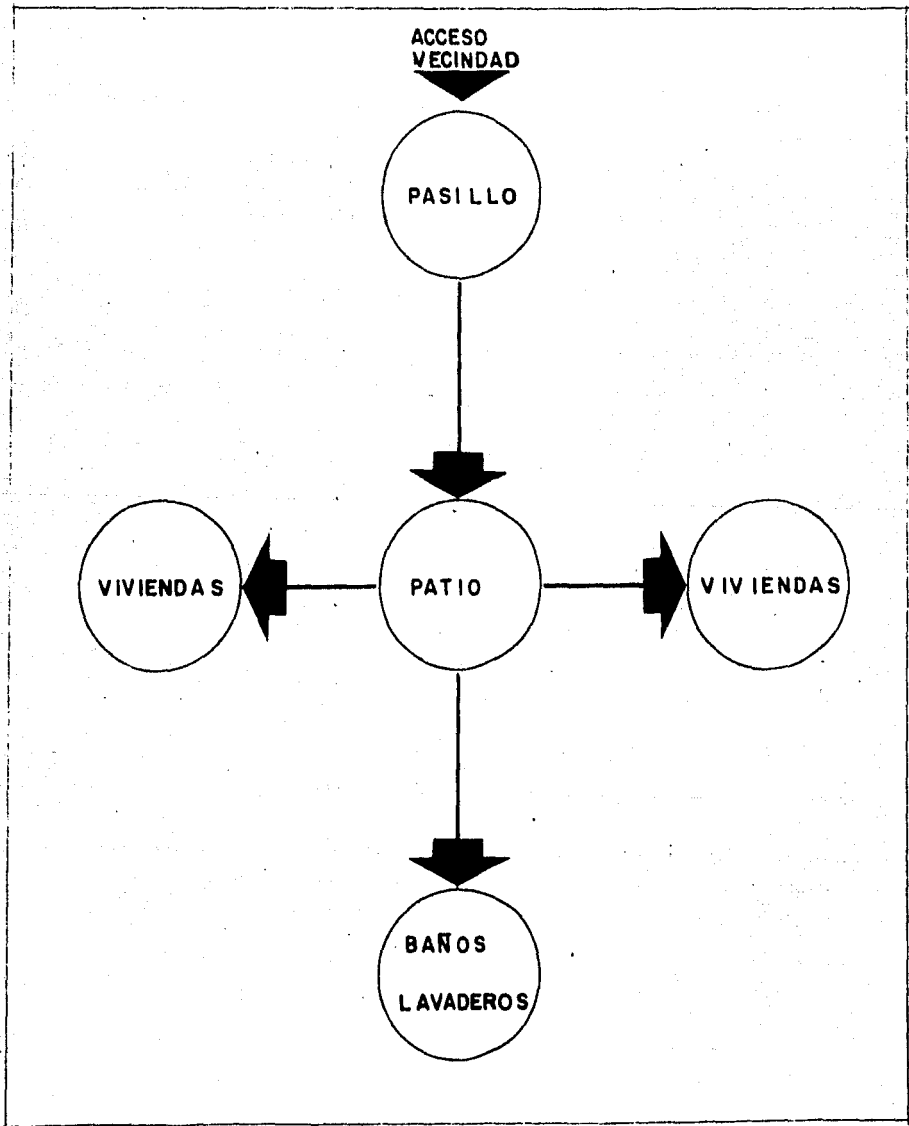 ACCESO
VECINDAD
PASILLO
VIVIENDAS
PATIO
VIVIENDAS
BAÑOS
LAVADEROS